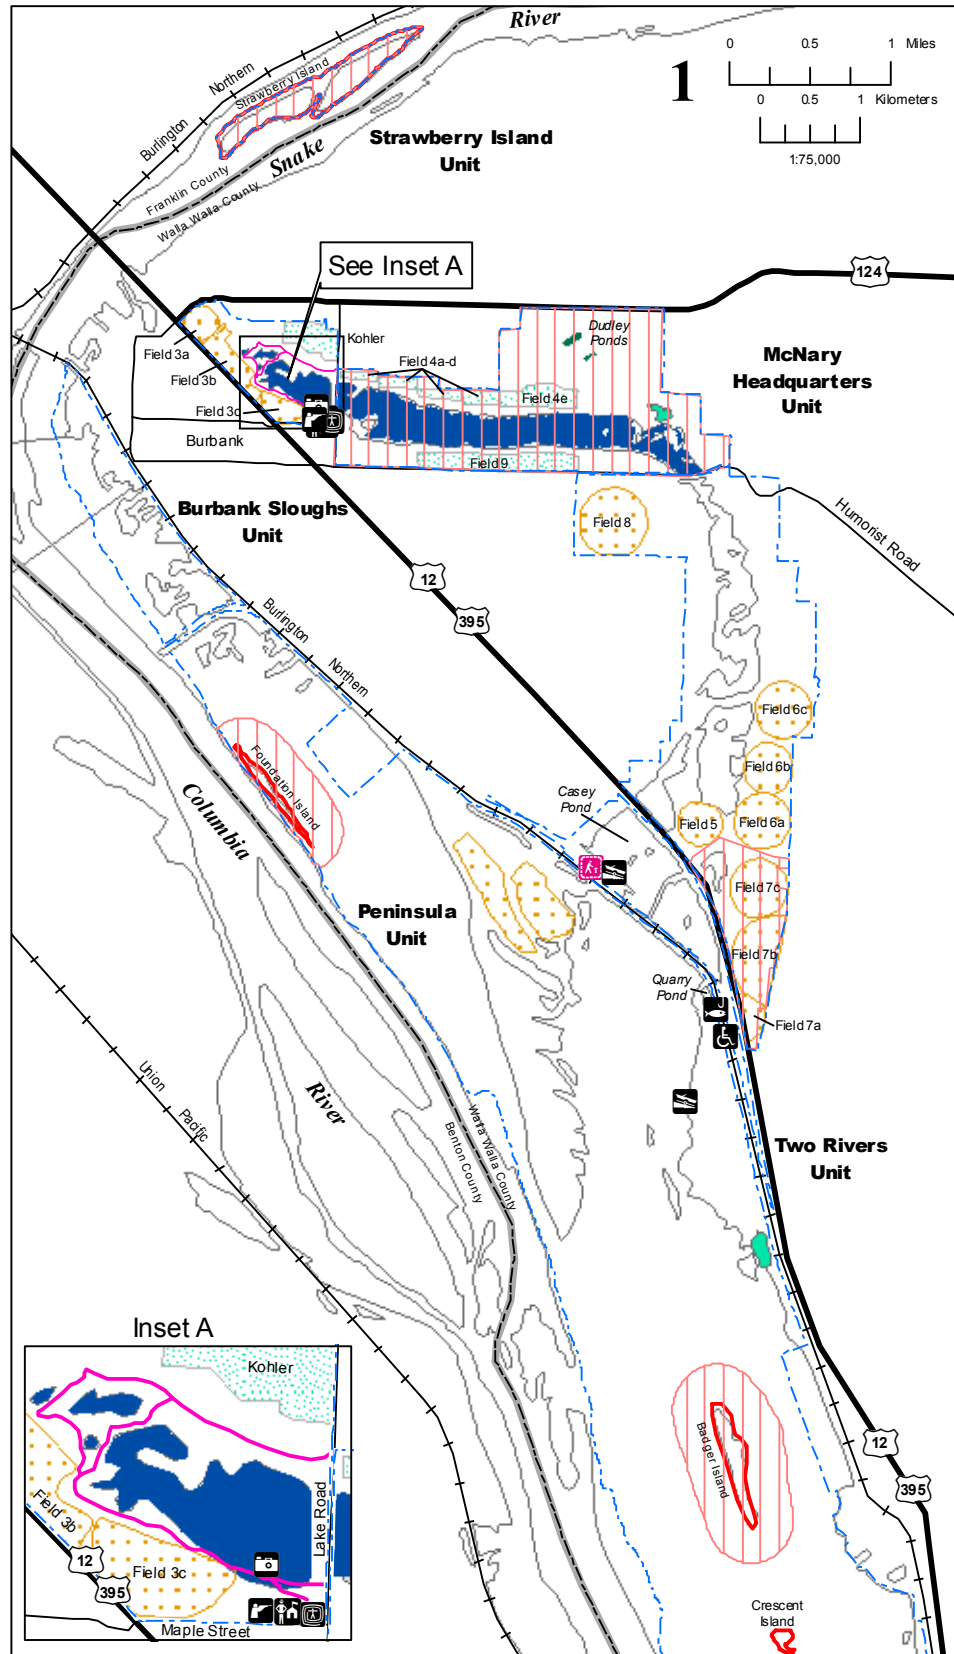 River
1
0 0.5 1 Miles
0 0.5 1 Kilometers
1:75,000
Northern
Strawberry Island
Burlington
Snake
Strawberry Island
Unit
Franklin County
Walla Walla County
See Inset A
124
Dudley
Ponds
Kohler
Field 3a
Field 4a-d
McNary
Headquarters
Unit
Field 3b
Field 4e
Field 3c
Burbank
Field 9
Burbank Sloughs
Unit
Field 8
Humorist Road
12
395
Burlington
Northern
Field 6c
Foundation Island
Field 6b
Casey
Pond
Columbia
Field 5
Field 6a
Field 7c
Peninsula
Unit
Field 7b
Quarry
Pond
Field 7a
Union
Pacific
River
Walla Walla County
Benton County
Two Rivers
Unit
Inset A
Kohler
Badger Island
12
395
Lake Road
Field 3b
12
395
Field 3c
Maple Street
Crescent
Island